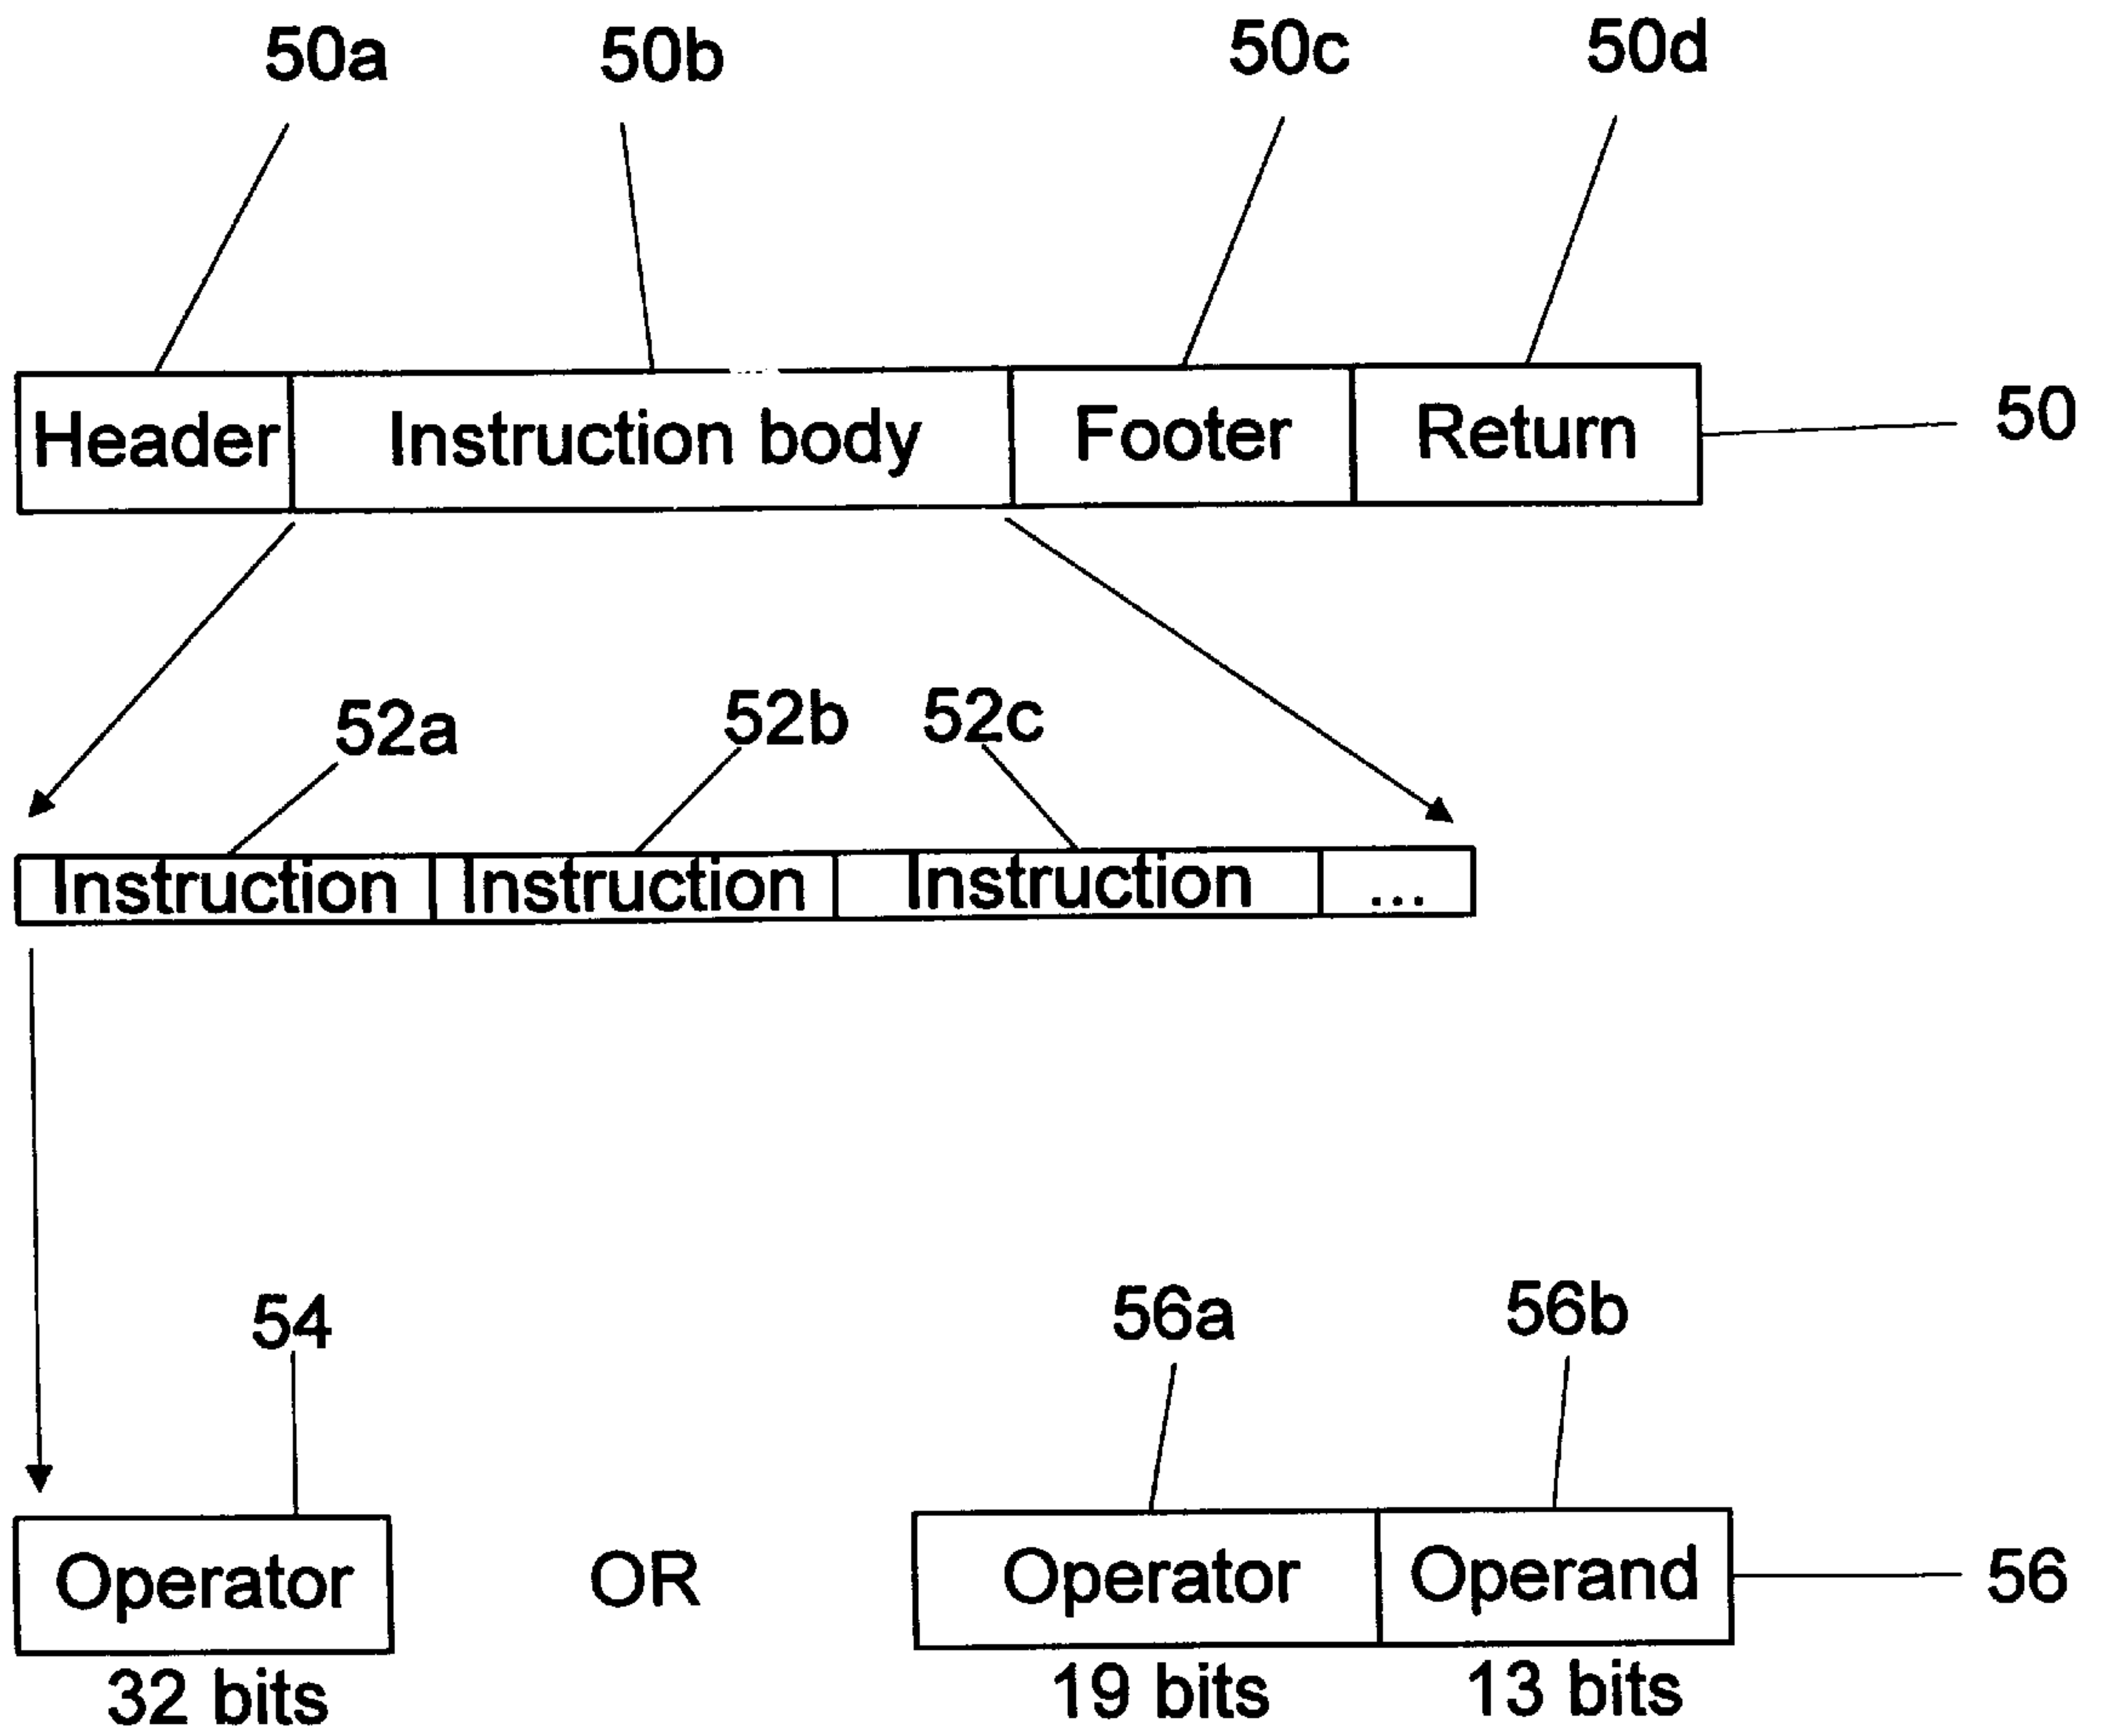 50a 50b 50c 50d
Header Instruction body Footer Return 50
52a 52b 52c
Instruction Instruction Instruction ...
54 56a 56b
Operator OR Operator Operand 56
32 bits 19 bits 13 bits